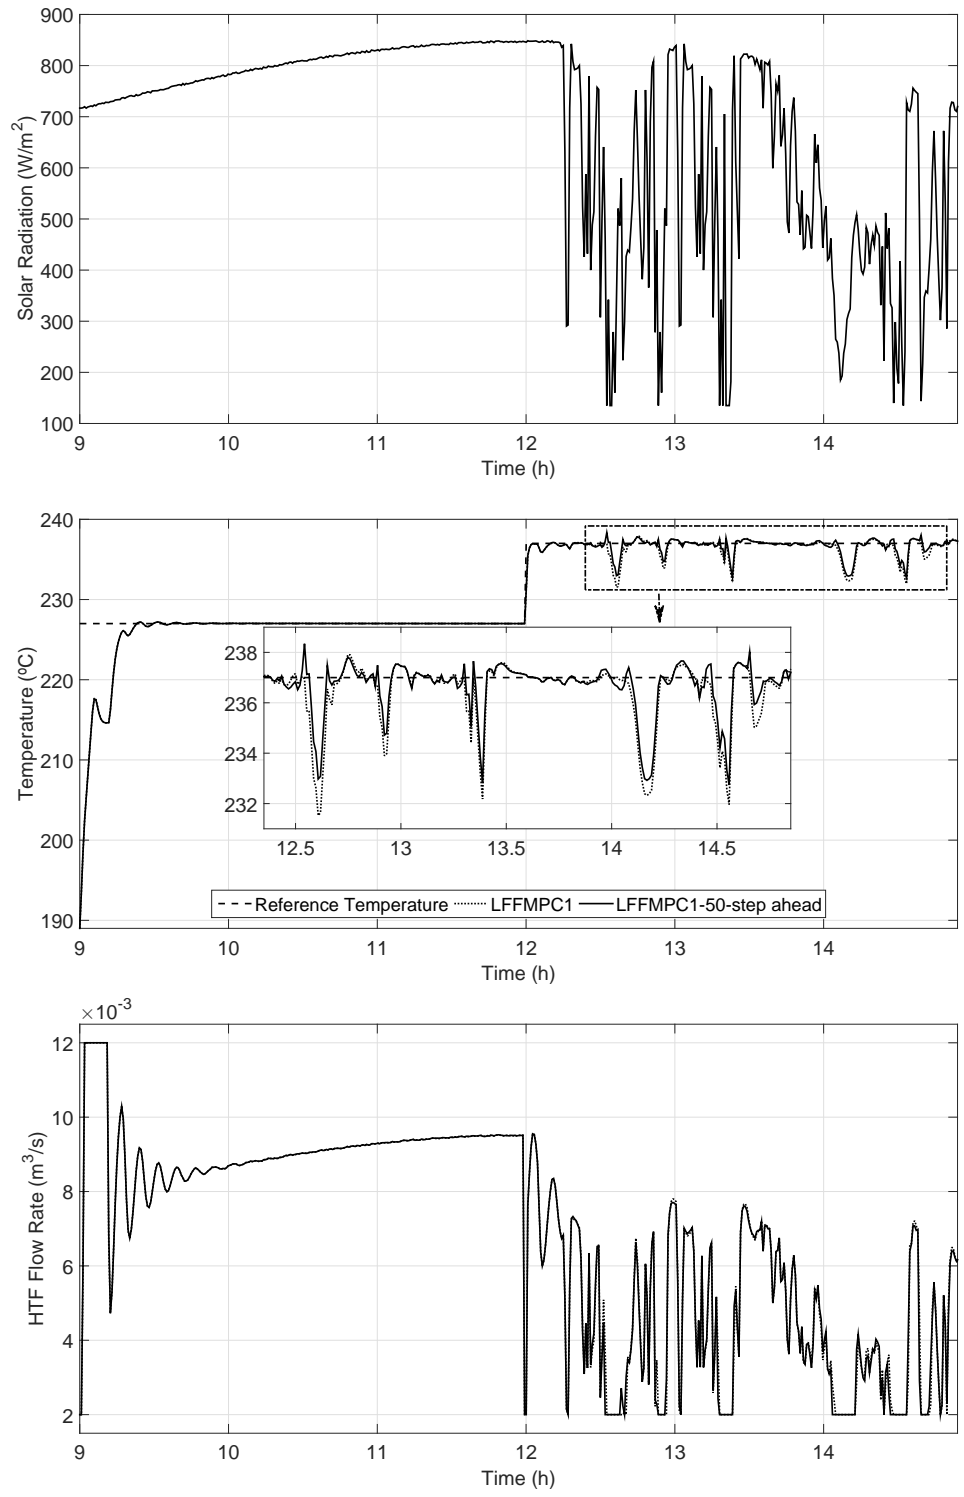 900
800
700
600
500
400
300
200
100
Solar Radiation (W/m²)
9 10 11 12 13 14
Time (h)
240
230
220
210
200
190
Temperature (ºC)
238
236
234
232
12.5 13 13.5 14 14.5
Reference Temperature LFFMPC1 LFFMPC1-50-step ahead
9 10 11 12 13 14
Time (h)
×10⁻³
12
10
8
6
4
2
HTF Flow Rate (m³/s)
9 10 11 12 13 14
Time (h)